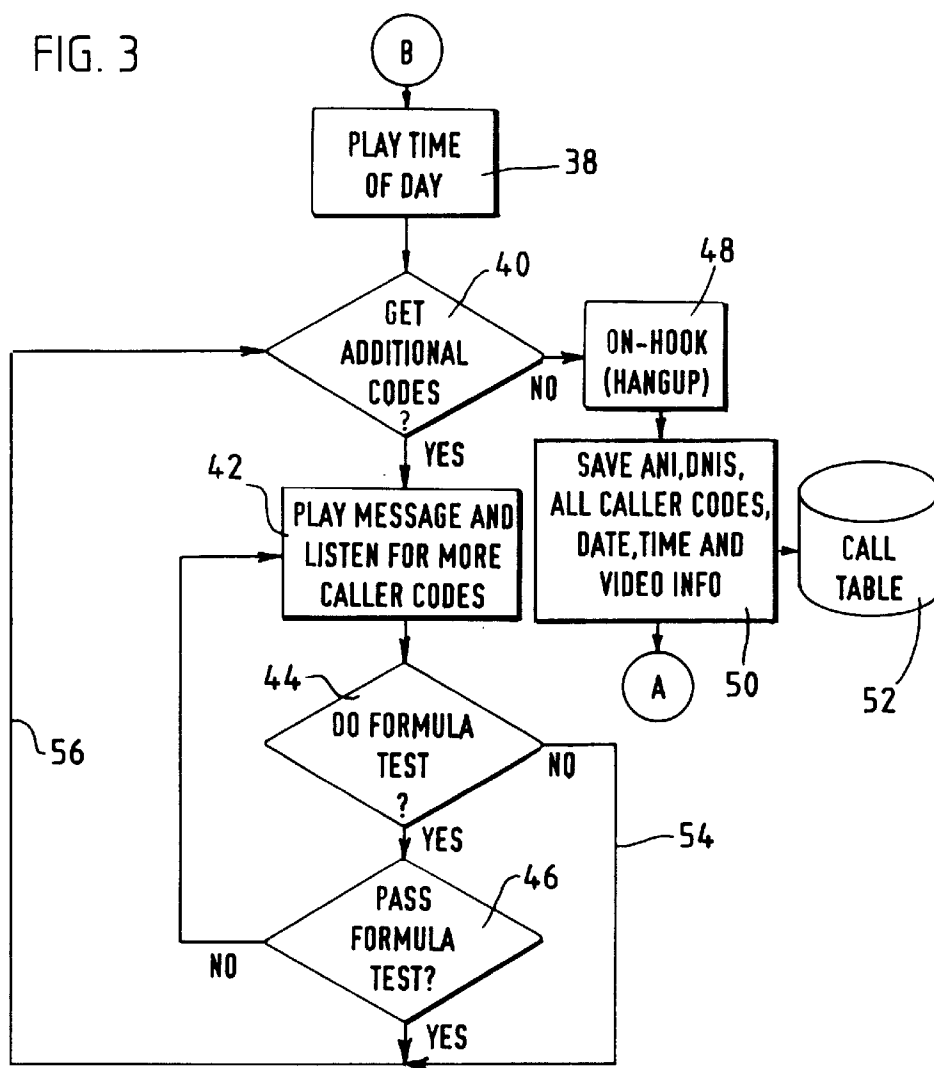 FIG. 3
B
PLAY TIME
OF DAY
38
40
GET
ADDITIONAL
CODES
?
NO
YES
48
ON-HOOK
(HANGUP)
42
PLAY MESSAGE AND
LISTEN FOR MORE
CALLER CODES
SAVE ANI,DNIS,
ALL CALLER CODES,
DATE,TIME AND
VIDEO INFO
50
CALL
TABLE
52
A
44
DO FORMULA
TEST
?
NO
YES
54
56
46
PASS
FORMULA
TEST?
NO
YES